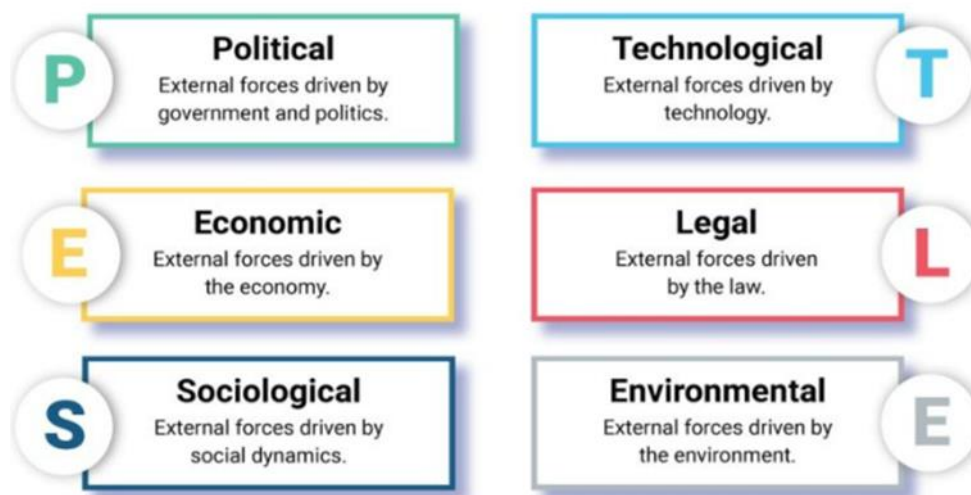 P
Political
External forces driven by
government and politics.
E
Economic
External forces driven by
the economy.
S
Sociological
External forces driven by
social dynamics.
Technological
External forces driven by
technology.
T
Legal
External forces driven
by the law.
L
Environmental
External forces driven by
the environment.
E